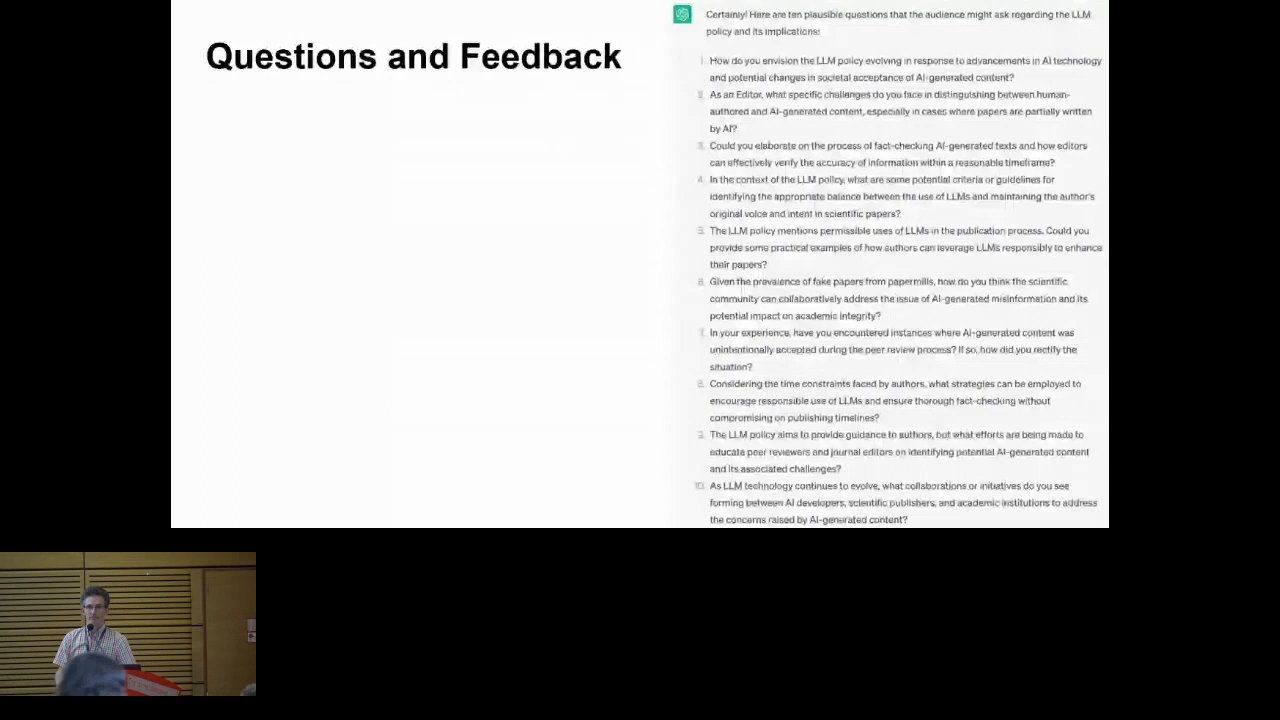 Questions and Feedback
Certainly! Here are ten plausible questions that the audience might ask regarding the LLM
policy and its implications:
1. How do you envision the LLM policy evolving in response to advancements in AI technology
and potential changes in societal acceptance of AI-generated content?
2. As an Editor, what specific challenges do you face in distinguishing between human-
authored and AI-generated content, especially in cases where papers are partially written
by AI?
3. Could you elaborate on the process of fact-checking AI-generated texts and how editors
can effectively verify the accuracy of information within a reasonable timeframe?
4. In the context of the LLM policy, what are some potential criteria or guidelines for
identifying the appropriate balance between the use of LLMs and maintaining the author's
original voice and intent in scientific papers?
5. The LLM policy mentions permissible uses of LLMs in the publication process. Could you
provide some practical examples of how authors can leverage LLMs responsibly to enhance
their papers?
6. Given the prevalence of fake papers from papermills, how do you think the scientific
community can collaboratively address the issue of AI-generated misinformation and its
potential impact on academic integrity?
7. In your experience, have you encountered instances where AI-generated content was
unintentionally accepted during the peer review process? If so, how did you rectify the
situation?
8. Considering the time constraints faced by authors, what strategies can be employed to
encourage responsible use of LLMs and ensure thorough fact-checking without
compromising on publishing timelines?
9. The LLM policy aims to provide guidance to authors, but what efforts are being made to
educate peer reviewers and journal editors on identifying potential AI-generated content
and its associated challenges?
10. As LLM technology continues to evolve, what collaborations or initiatives do you see
forming between AI developers, scientific publishers, and academic institutions to address
the concerns raised by AI-generated content?